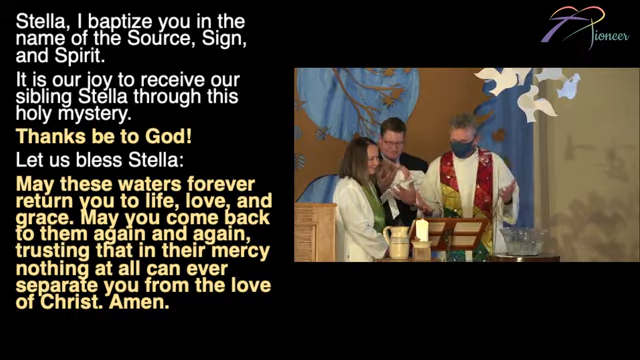 Stella, I baptize you in the
name of the Source, Sign,
and Spirit.
It is our joy to receive our
sibling Stella through this
holy mystery.
Thanks be to God!
Let us bless Stella:
May these waters forever
return you to life, love, and
grace. May you come back
to them again and again,
trusting that in their mercy
nothing at all can ever
separate you from the love
of Christ. Amen.
Pioneer